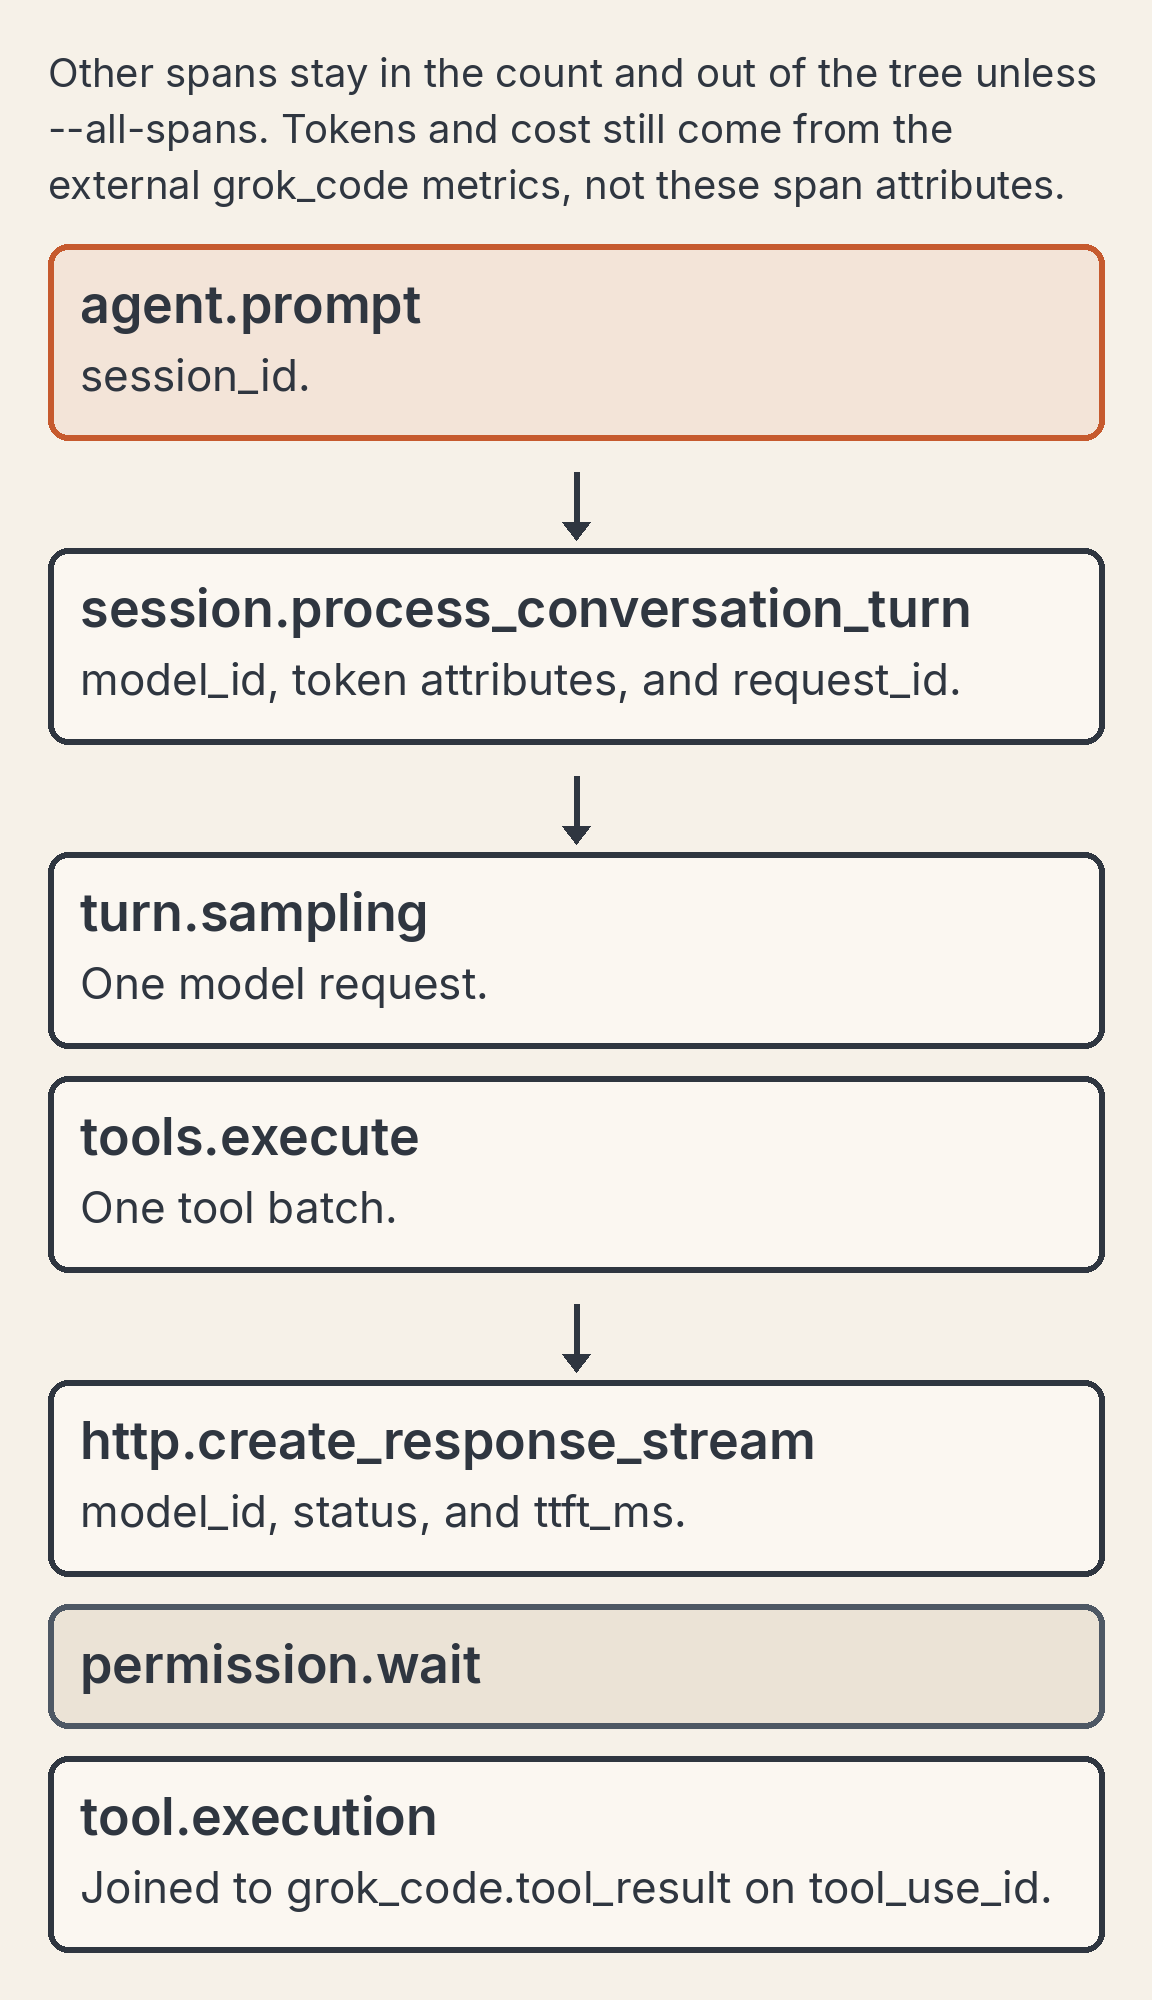 Other spans stay in the count and out of the tree unless
--all-spans. Tokens and cost still come from the
external grok_code metrics, not these span attributes.
agent.prompt
session_id.
session.process_conversation_turn
model_id, token attributes, and request_id.
turn.sampling
One model request.
tools.execute
One tool batch.
http.create_response_stream
model_id, status, and ttft_ms.
permission.wait
tool.execution
Joined to grok_code.tool_result on tool_use_id.